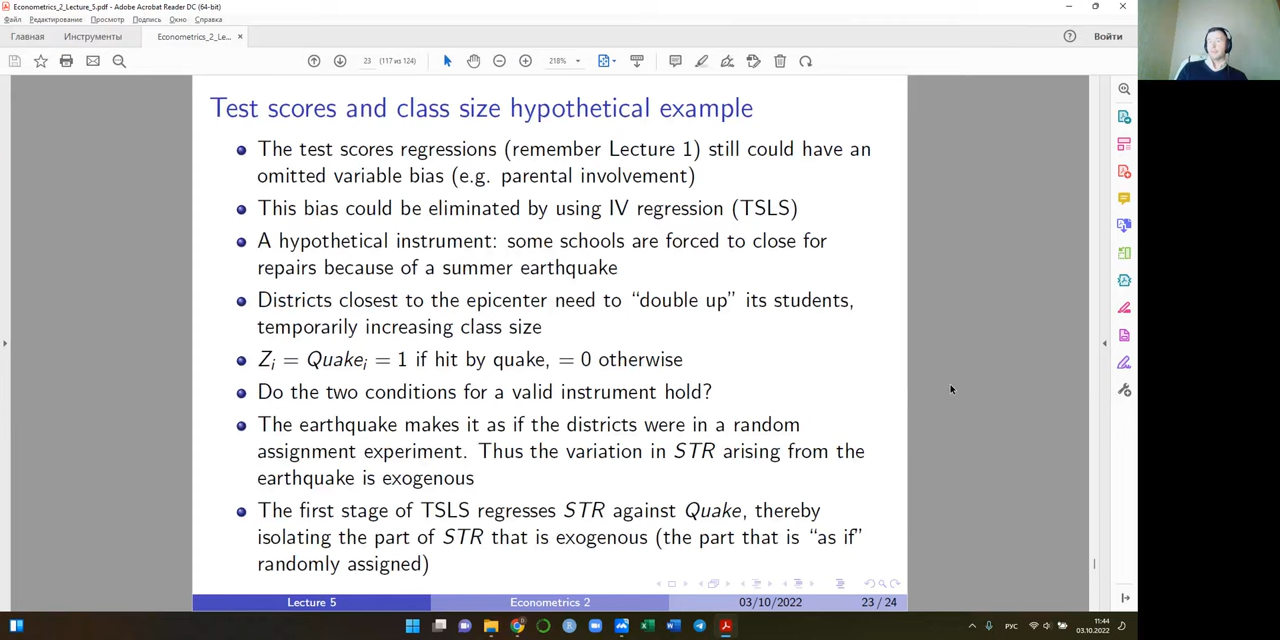 Econometrics_2_Lecture_5.pdf - Adobe Acrobat Reader DC (64-bit)
Файл Редактирование Просмотр Подпись Окно Справка
Главная Инструменты Econometrics_2_Le... × Войти
23 (117 из 124) 218%
Test scores and class size hypothetical example
The test scores regressions (remember Lecture 1) still could have an
omitted variable bias (e.g. parental involvement)
This bias could be eliminated by using IV regression (TSLS)
A hypothetical instrument: some schools are forced to close for
repairs because of a summer earthquake
Districts closest to the epicenter need to “double up” its students,
temporarily increasing class size
Zᵢ = Quakeᵢ = 1 if hit by quake, = 0 otherwise
Do the two conditions for a valid instrument hold?
The earthquake makes it as if the districts were in a random
assignment experiment. Thus the variation in STR arising from the
earthquake is exogenous
The first stage of TSLS regresses STR against Quake, thereby
isolating the part of STR that is exogenous (the part that is “as if”
randomly assigned)
Lecture 5 Econometrics 2 03/10/2022 23 / 24
РУС 11:44
03.10.2022